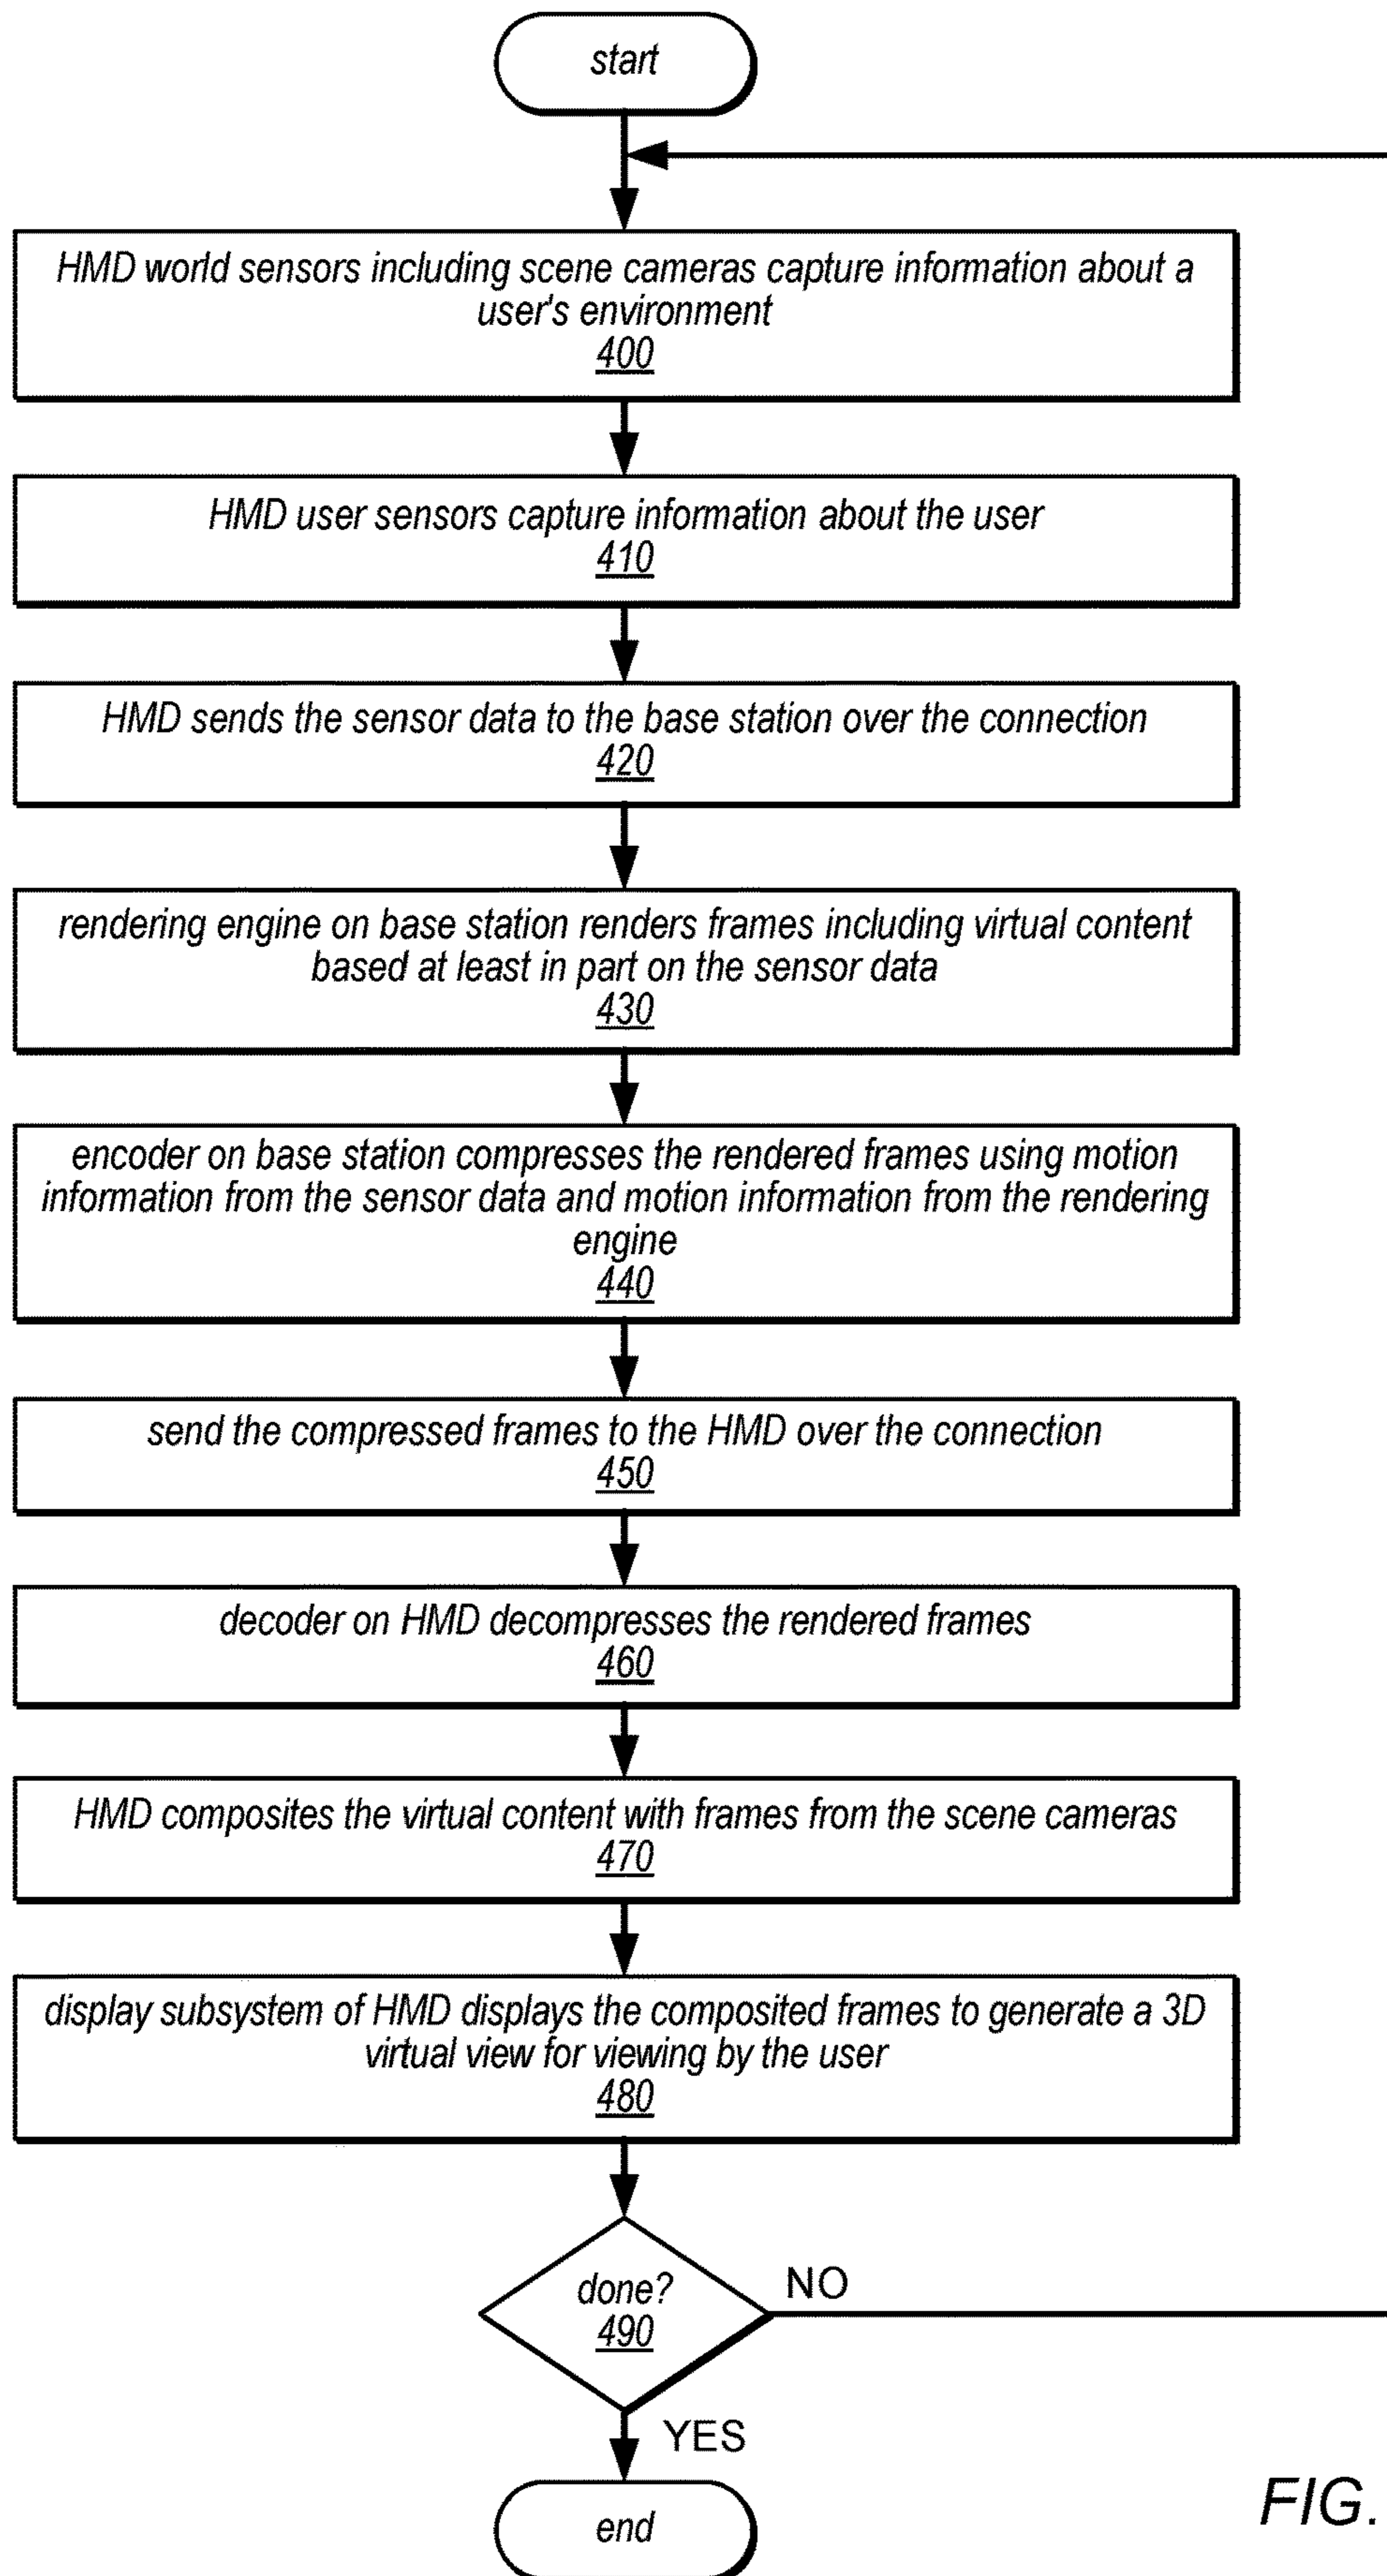 start
HMD world sensors including scene cameras capture information about a
user's environment
400
HMD user sensors capture information about the user
410
HMD sends the sensor data to the base station over the connection
420
rendering engine on base station renders frames including virtual content
based at least in part on the sensor data
430
encoder on base station compresses the rendered frames using motion
information from the sensor data and motion information from the rendering
engine
440
send the compressed frames to the HMD over the connection
450
decoder on HMD decompresses the rendered frames
460
HMD composites the virtual content with frames from the scene cameras
470
display subsystem of HMD displays the composited frames to generate a 3D
virtual view for viewing by the user
480
done?
490
NO
YES
end
FIG.